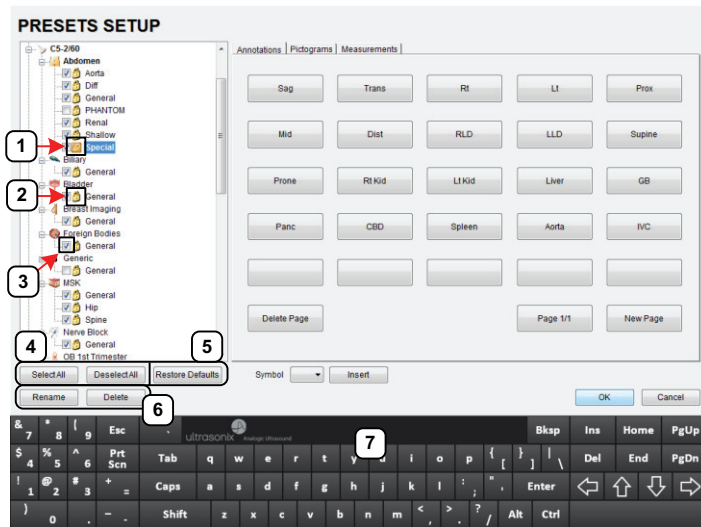 PRESETS SETUP
C5-2/60
Abdomen
Aorta
Diff
General
PHANTOM
Renal
Shallow
Special
Biliary
General
Bladder
General
Breast Imaging
General
Foreign Bodies
General
Generic
General
MSK
General
Hip
Spine
Nerve Block
General
OB 1st Trimester
1
2
3
4
5
6
7
Annotations Pictograms Measurements
Sag Trans Rt Lt Prox
Mid Dist RLD LLD Supine
Prone Rt Kid Lt Kid Liver GB
Panc CBD Spleen Aorta IVC
Delete Page Page 1/1 New Page
Select All Deselect All Restore Defaults Symbol Insert
Rename Delete OK Cancel
& 7 * 8 ( 9 Esc ultrasonix Analogic Ultrasound Bksp Ins Home PgUp
$ 4 % 5 ^ 6 Prt Scn Tab q w e r t y u i o p { [ } ] | \ Del End PgDn
! 1 @ 2 # 3 + = Caps a s d f g h j k l : ; " ' Enter
) 0 . - Shift z x c v b n m < , > . ? / Alt Ctrl